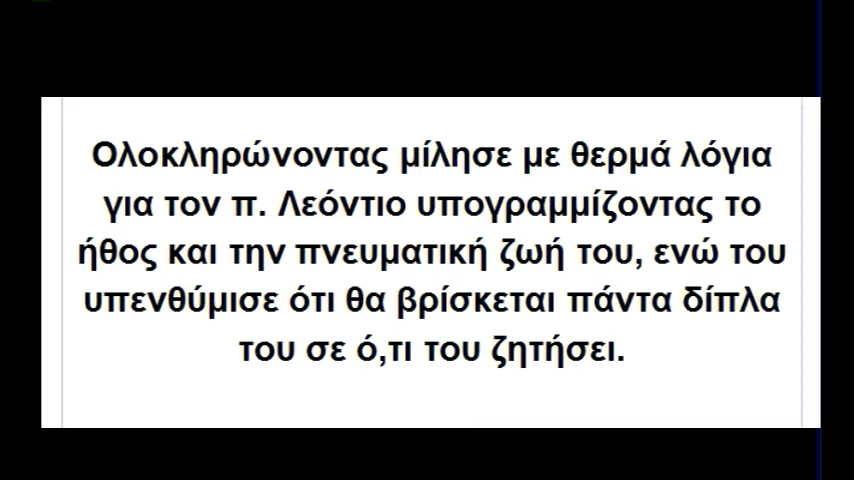 Ολοκληρώνοντας μίλησε με θερμά λόγια
για τον π. Λεόντιο υπογραμμίζοντας το
ήθος και την πνευματική ζωή του, ενώ του
υπενθύμισε ότι θα βρίσκεται πάντα δίπλα
του σε ό,τι του ζητήσει.